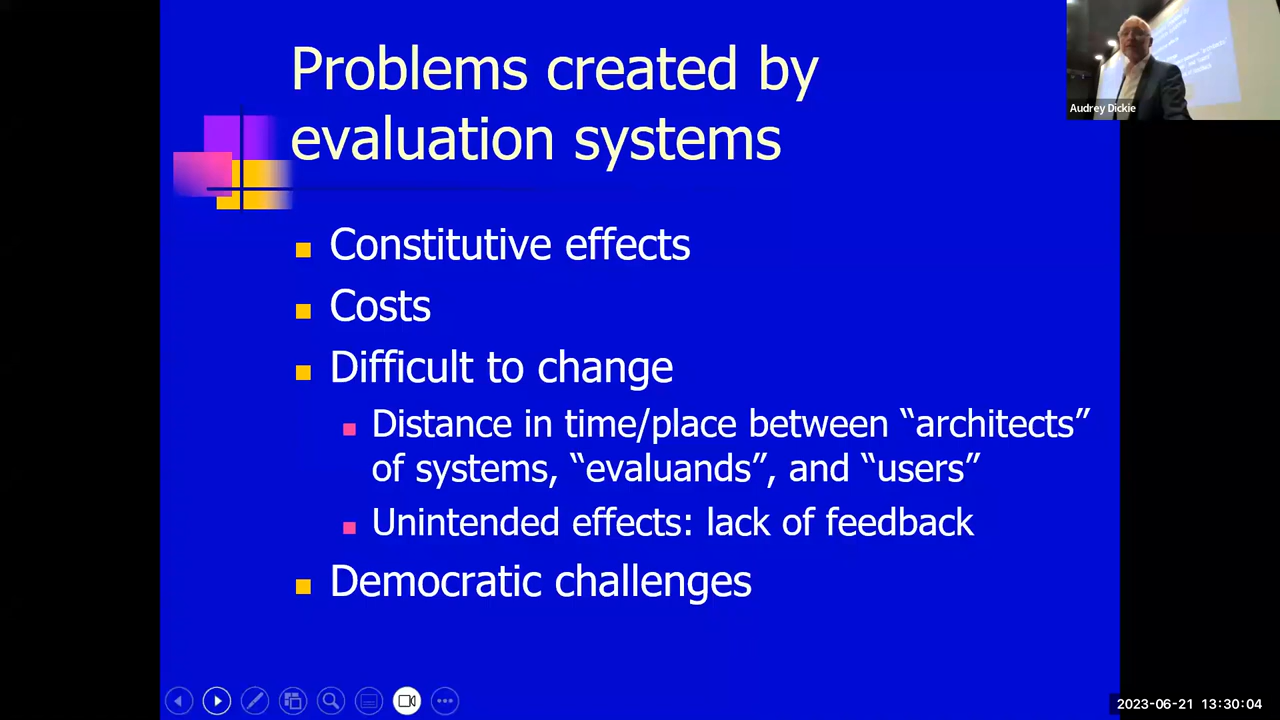 Problems created by
evaluation systems
Constitutive effects
Costs
Difficult to change
Distance in time/place between “architects”
of systems, “evaluands”, and “users”
Unintended effects: lack of feedback
Democratic challenges
Audrey Dickie
2023-06-21 13:30:04